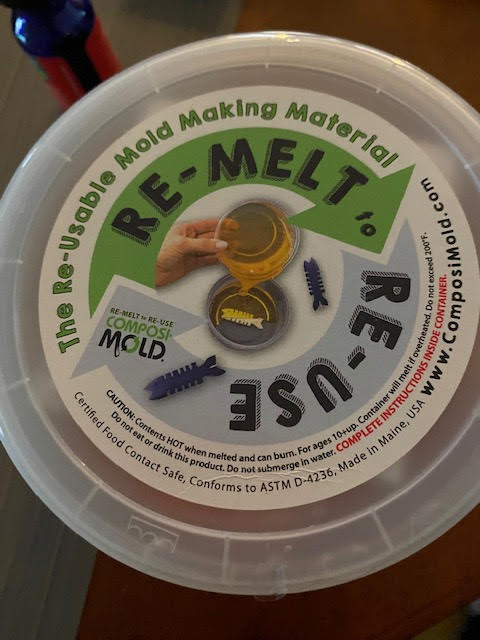 The Re-Usable Mold Making Material
RE-MELT to
RE-USE
RE-MELT to RE-USE
COMPOSI-
MOLD
CAUTION: Contents HOT when melted and can burn. For ages 10+up. Container will melt if overheated. Do not exceed 200°F.
Do not eat or drink this product. Do not submerge in water. COMPLETE INSTRUCTIONS INSIDE CONTAINER.
Certified Food Contact Safe, Conforms to ASTM D-4236, Made in Maine, USA www.ComposiMold.com